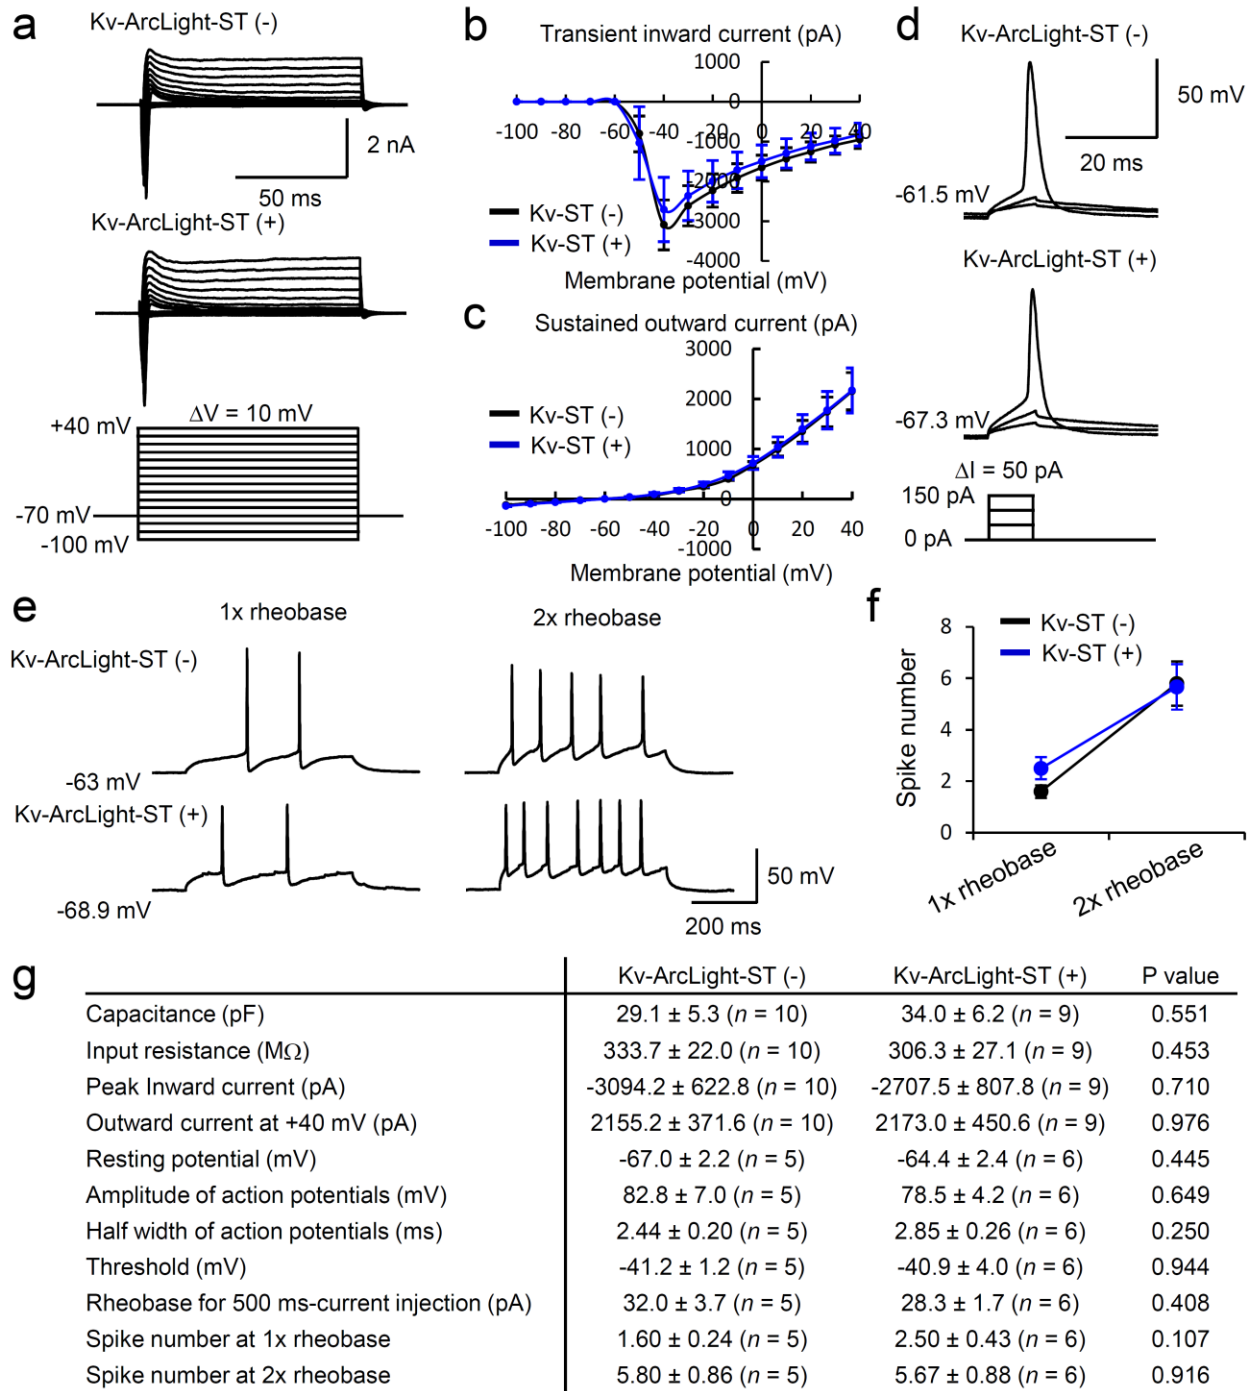 a
Kv-ArcLight-ST (-)
2 nA
50 ms
Kv-ArcLight-ST (+)
+40 mV
ΔV = 10 mV
-70 mV
-100 mV
b
Transient inward current (pA)
1000
0
-100 -80 -60 -40 -20 0 20 40
-1000
-2000
-3000
-4000
Kv-ST (-)
Kv-ST (+)
Membrane potential (mV)
c
Sustained outward current (pA)
3000
2000
1000
0
-100 -80 -60 -40 -20 0 20 40
-1000
Kv-ST (-)
Kv-ST (+)
Membrane potential (mV)
d
Kv-ArcLight-ST (-)
50 mV
20 ms
-61.5 mV
Kv-ArcLight-ST (+)
-67.3 mV
ΔI = 50 pA
150 pA
0 pA
e
1x rheobase
2x rheobase
Kv-ArcLight-ST (-)
-63 mV
Kv-ArcLight-ST (+)
-68.9 mV
50 mV
200 ms
f
Kv-ST (-)
Kv-ST (+)
Spike number
8
6
4
2
0
1x rheobase
2x rheobase
g
Kv-ArcLight-ST (-) Kv-ArcLight-ST (+) P value
Capacitance (pF) 29.1 ± 5.3 (n = 10) 34.0 ± 6.2 (n = 9) 0.551
Input resistance (MΩ) 333.7 ± 22.0 (n = 10) 306.3 ± 27.1 (n = 9) 0.453
Peak Inward current (pA) -3094.2 ± 622.8 (n = 10) -2707.5 ± 807.8 (n = 9) 0.710
Outward current at +40 mV (pA) 2155.2 ± 371.6 (n = 10) 2173.0 ± 450.6 (n = 9) 0.976
Resting potential (mV) -67.0 ± 2.2 (n = 5) -64.4 ± 2.4 (n = 6) 0.445
Amplitude of action potentials (mV) 82.8 ± 7.0 (n = 5) 78.5 ± 4.2 (n = 6) 0.649
Half width of action potentials (ms) 2.44 ± 0.20 (n = 5) 2.85 ± 0.26 (n = 6) 0.250
Threshold (mV) -41.2 ± 1.2 (n = 5) -40.9 ± 4.0 (n = 6) 0.944
Rheobase for 500 ms-current injection (pA) 32.0 ± 3.7 (n = 5) 28.3 ± 1.7 (n = 6) 0.408
Spike number at 1x rheobase 1.60 ± 0.24 (n = 5) 2.50 ± 0.43 (n = 6) 0.107
Spike number at 2x rheobase 5.80 ± 0.86 (n = 5) 5.67 ± 0.88 (n = 6) 0.916